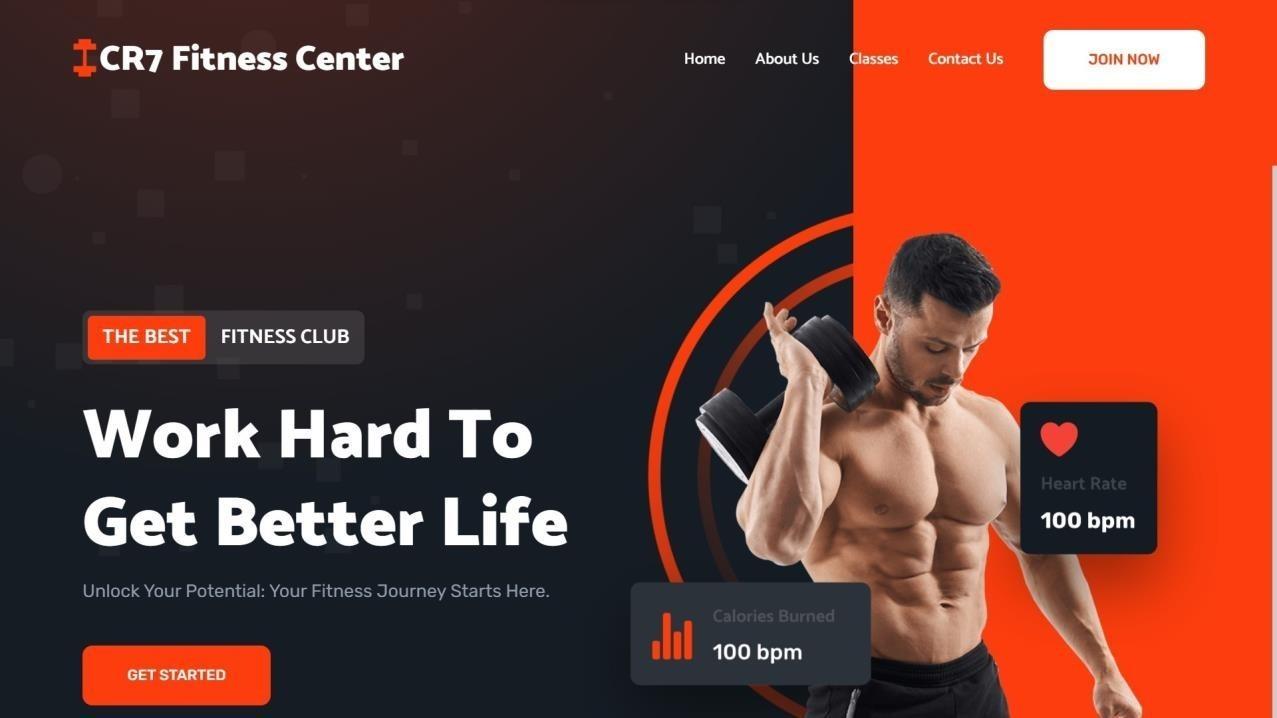 CR7 Fitness Center
Home About Us Classes Contact Us JOIN NOW
THE BEST FITNESS CLUB
Work Hard To
Get Better Life
Unlock Your Potential: Your Fitness Journey Starts Here.
GET STARTED
Heart Rate
100 bpm
Calories Burned
100 bpm